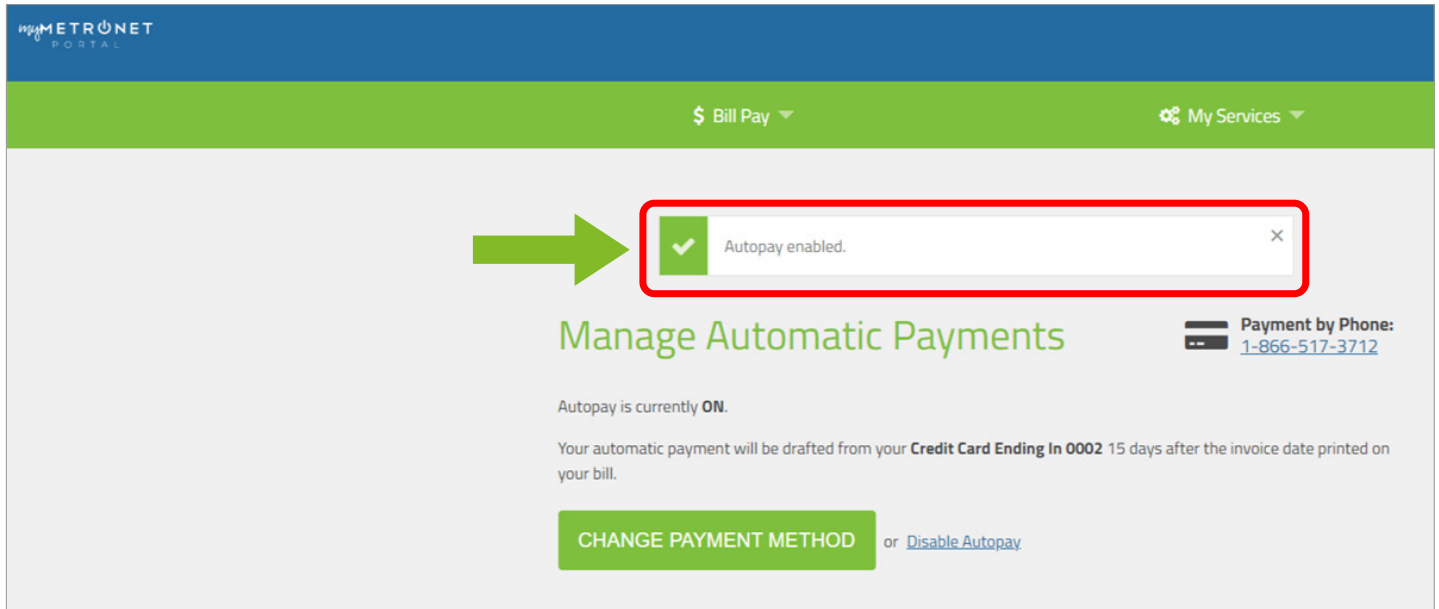 myMETRONET
PORTAL
$ Bill Pay
My Services
Autopay enabled.
Manage Automatic Payments
Payment by Phone:
1-866-517-3712
Autopay is currently ON.
Your automatic payment will be drafted from your Credit Card Ending In 0002 15 days after the invoice date printed on
your bill.
CHANGE PAYMENT METHOD or Disable Autopay